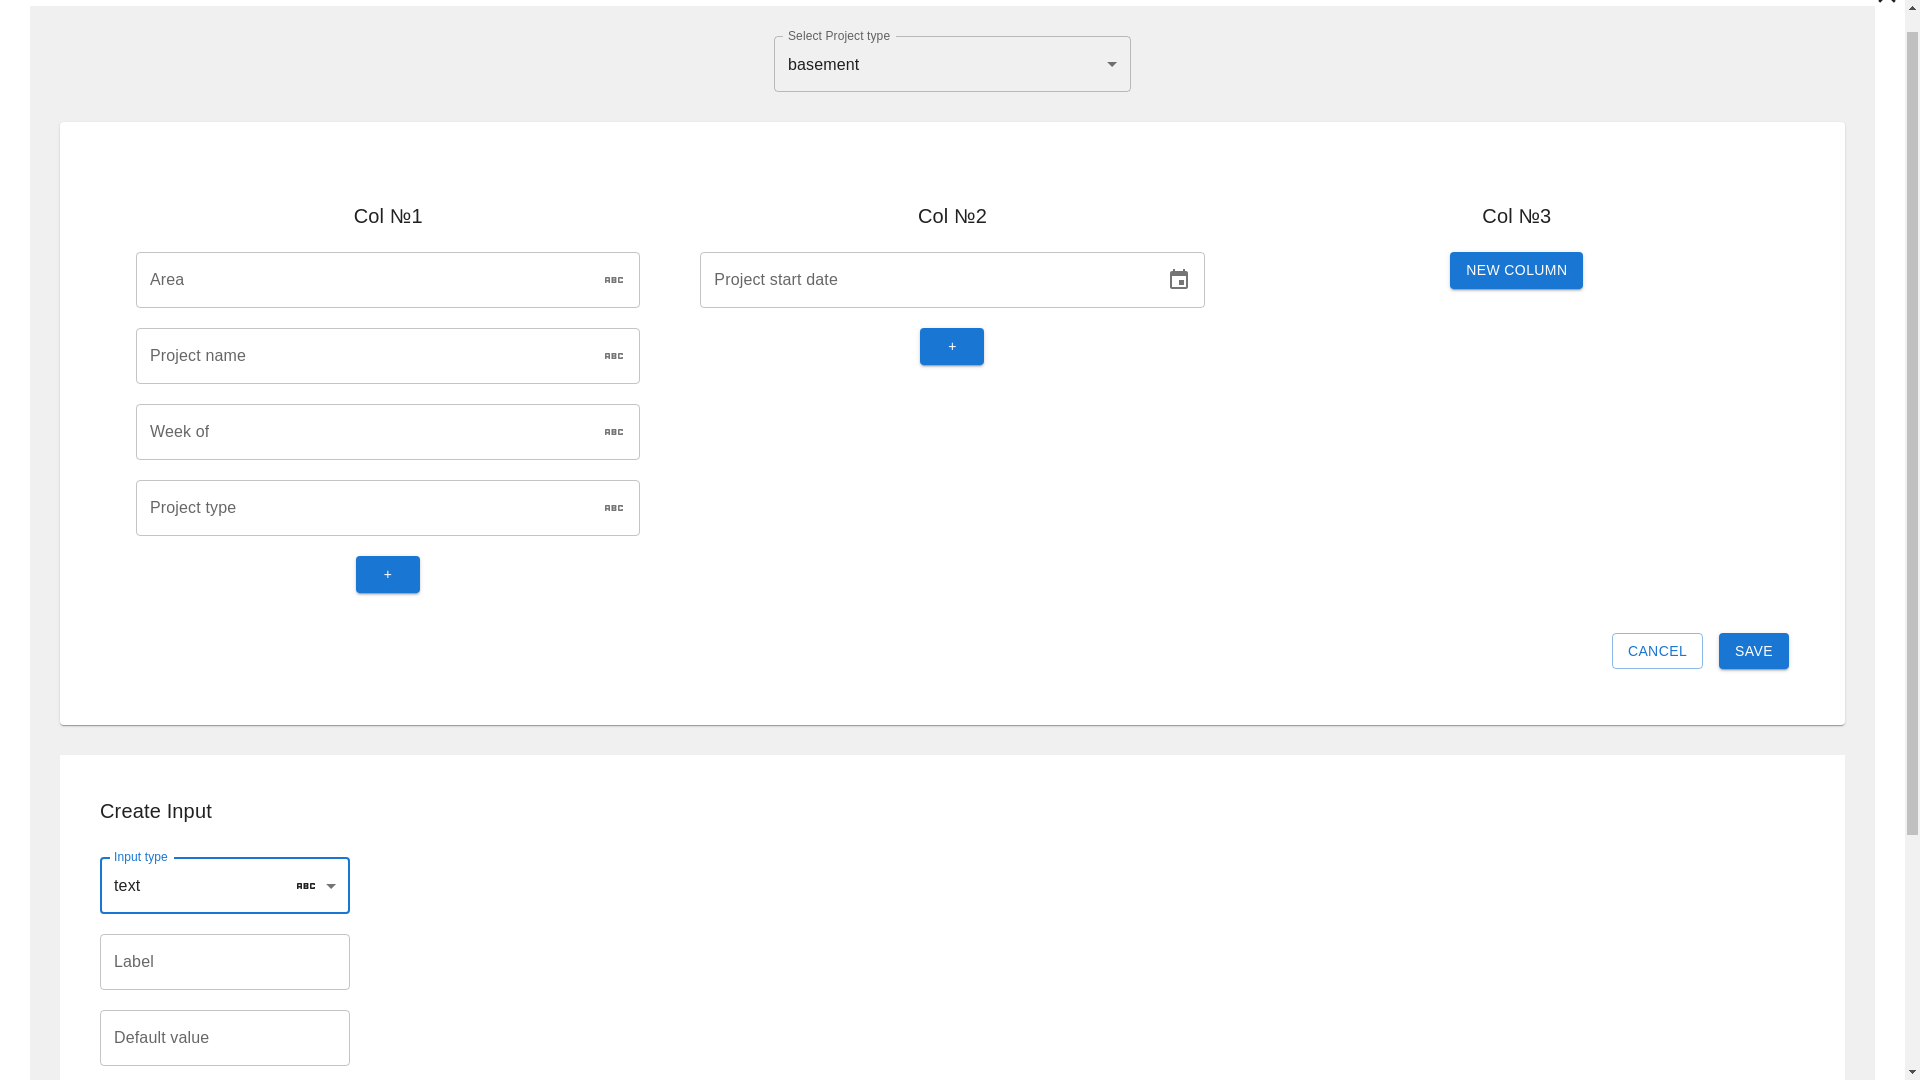 Select Project type
basement
Col №1
Col №2
Col №3
Area ABC
Project start date
NEW COLUMN
Project name ABC
+
Week of ABC
Project type ABC
+
CANCEL
SAVE
Create Input
Input type
text ABC
Label
Default value